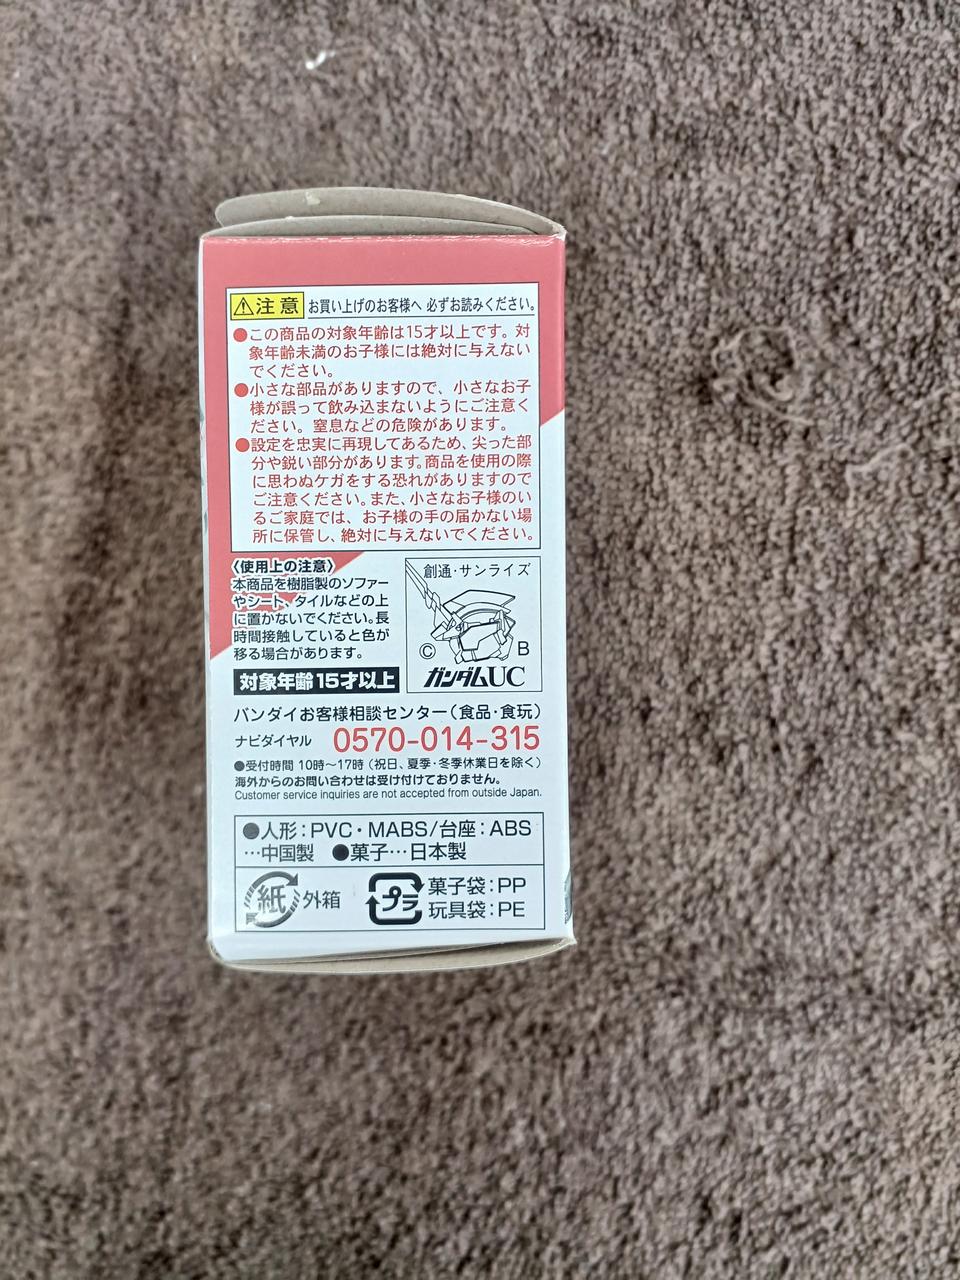 ⚠注意 お買い上げのお客様へ 必ずお読みください。
●この商品の対象年齢は15才以上です。対
象年齢未満のお子様には絶対に与えない
でください。
●小さな部品がありますので、小さなお子
様が誤って飲み込まないようにご注意く
ださい。窒息などの危険があります。
●設定を忠実に再現してあるため、尖った部
分や鋭い部分があります。商品を使用の際
に思わぬケガをする恐れがありますので
ご注意ください。また、小さなお子様のい
るご家庭では、お子様の手の届かない場
所に保管し、絶対に与えないでください。
〈使用上の注意〉
本商品を樹脂製のソファー
やシート、タイルなどの上
に置かないでください。長
時間接触していると色が
移る場合があります。
対象年齢15才以上
創通・サンライズ
© B
ガンダムUC
バンダイお客様相談センター(食品・食玩)
ナビダイヤル 0570-014-315
●受付時間 10時〜17時(祝日、夏季・冬季休業日を除く)
海外からのお問い合わせは受け付けておりません。
Customer service inquiries are not accepted from outside Japan.
●人形:PVC・MABS/台座:ABS
…中国製 ●菓子…日本製
紙 外箱
プラ 菓子袋:PP
玩具袋:PE